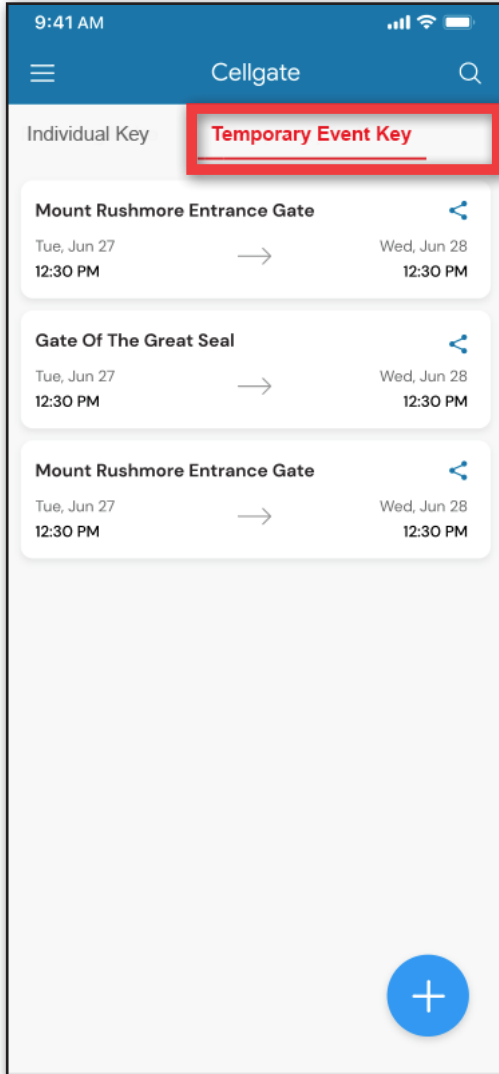 9:41 AM
Cellgate
Individual Key Temporary Event Key
Mount Rushmore Entrance Gate
Tue, Jun 27 Wed, Jun 28
12:30 PM 12:30 PM
Gate Of The Great Seal
Tue, Jun 27 Wed, Jun 28
12:30 PM 12:30 PM
Mount Rushmore Entrance Gate
Tue, Jun 27 Wed, Jun 28
12:30 PM 12:30 PM